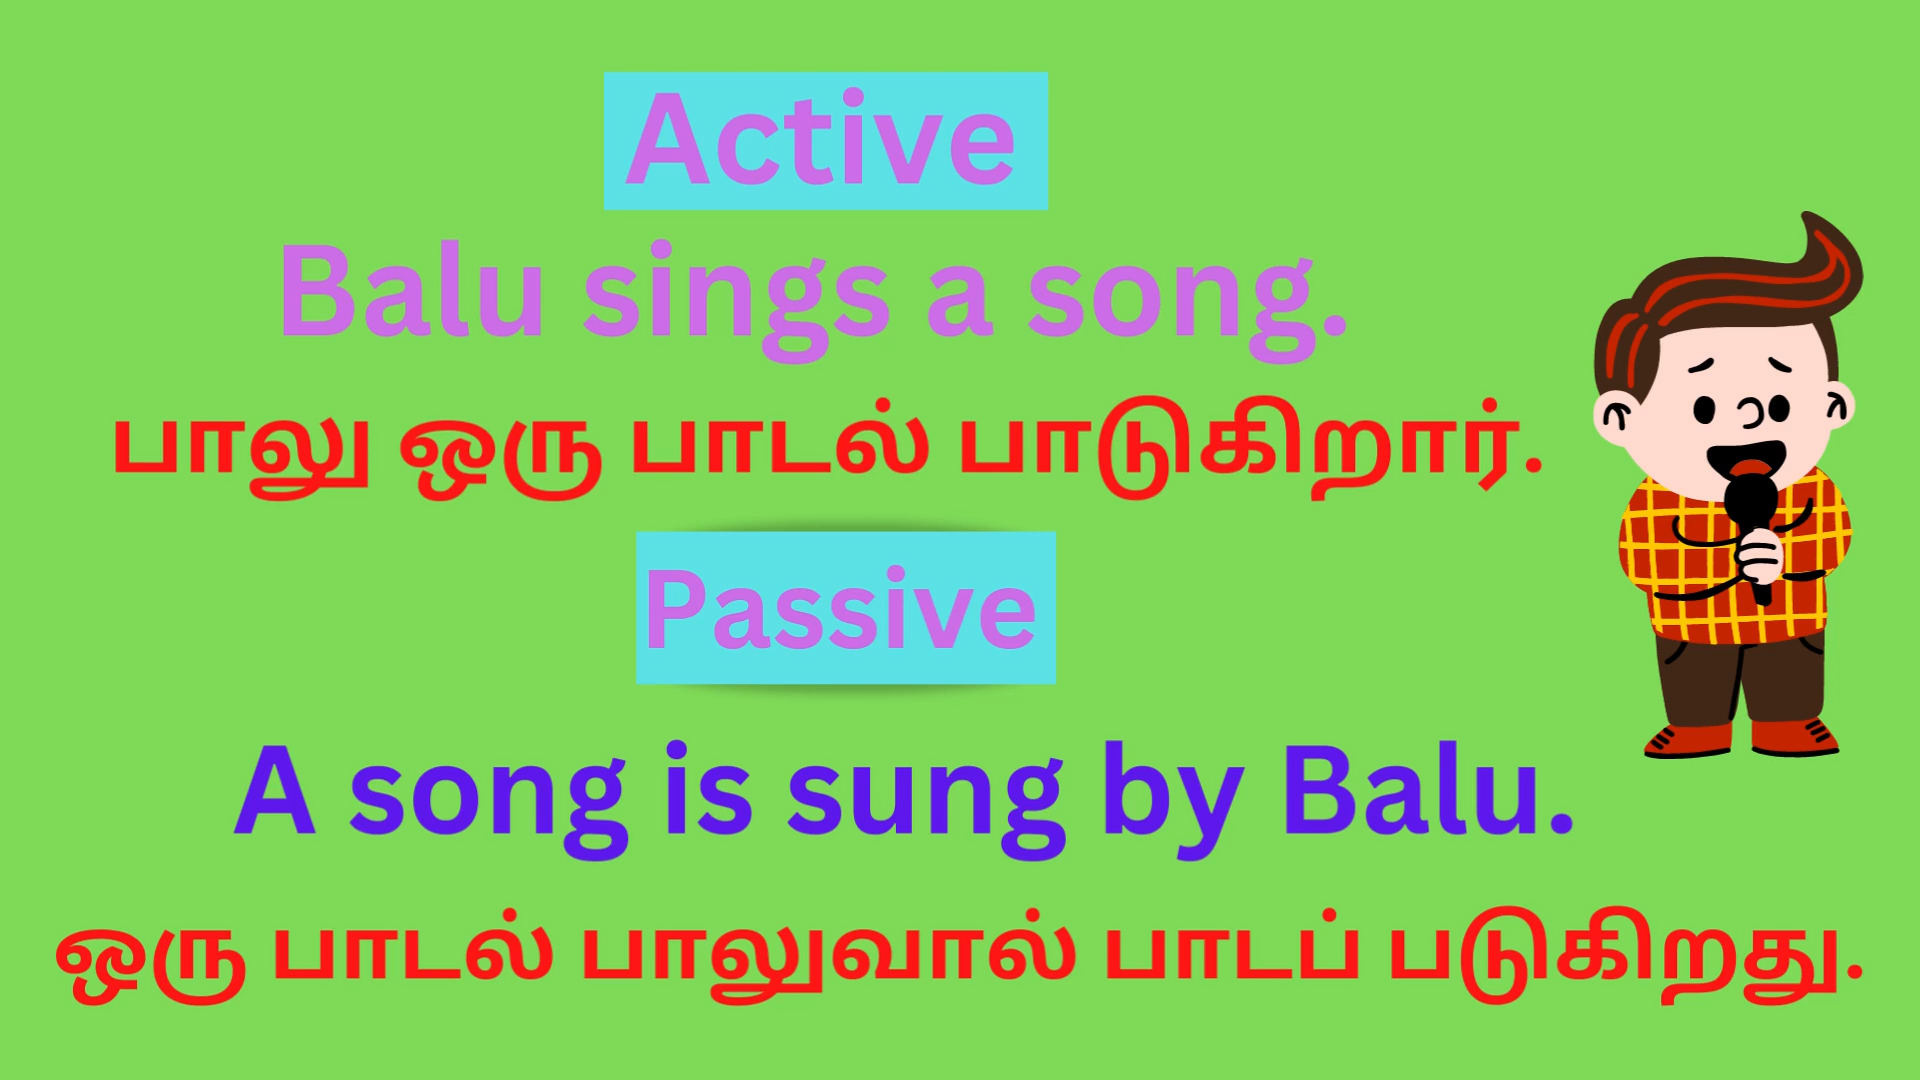 Active
Balu sings a song.
பாலு ஒரு பாடல் பாடுகிறார்.
Passive
A song is sung by Balu.
ஒரு பாடல் பாலுவால் பாடப் படுகிறது.